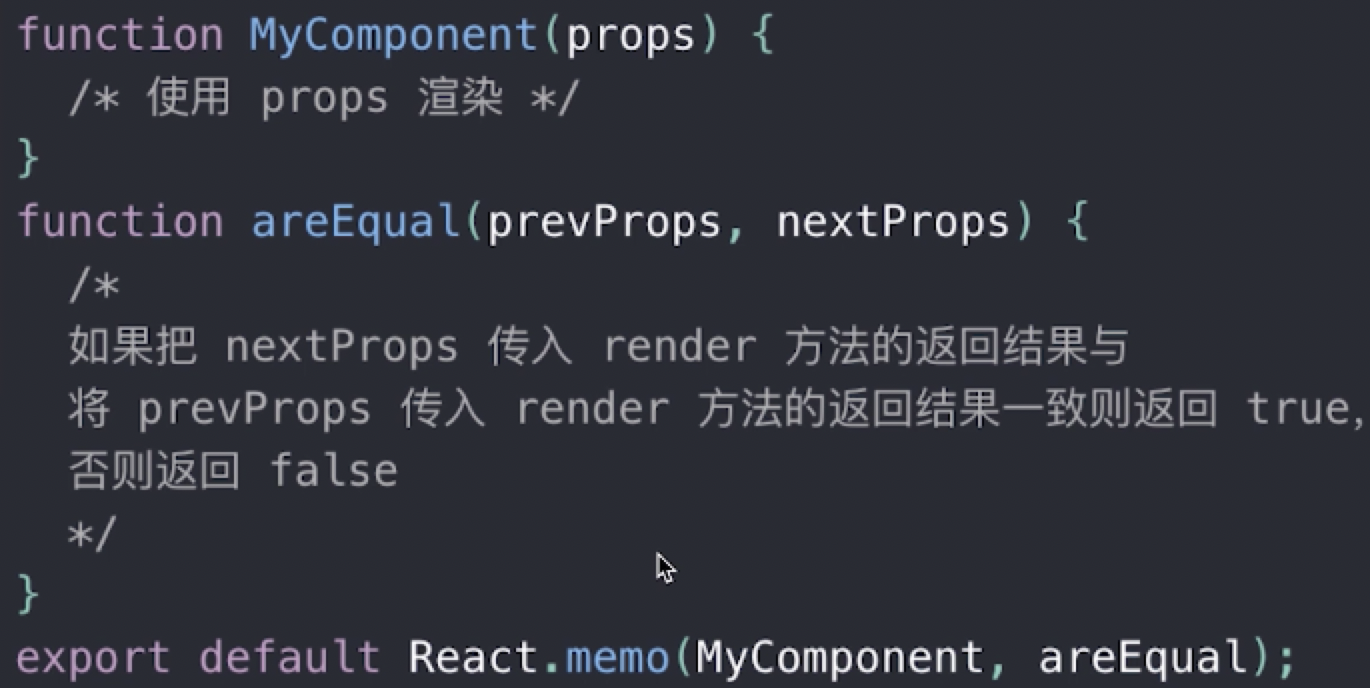 function MyComponent(props) {
  /* 使用 props 渲染 */
}
function areEqual(prevProps, nextProps) {
  /*
  如果把 nextProps 传入 render 方法的返回结果与
  将 prevProps 传入 render 方法的返回结果一致则返回 true,
  否则返回 false
  */
}
export default React.memo(MyComponent, areEqual);